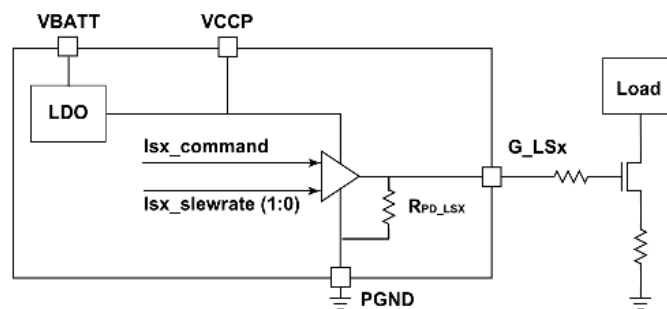 VBATT
VCCP
LDO
Load
lsx_command
G_LSx
lsx_slewrate (1:0)
RPD_LSX
PGND